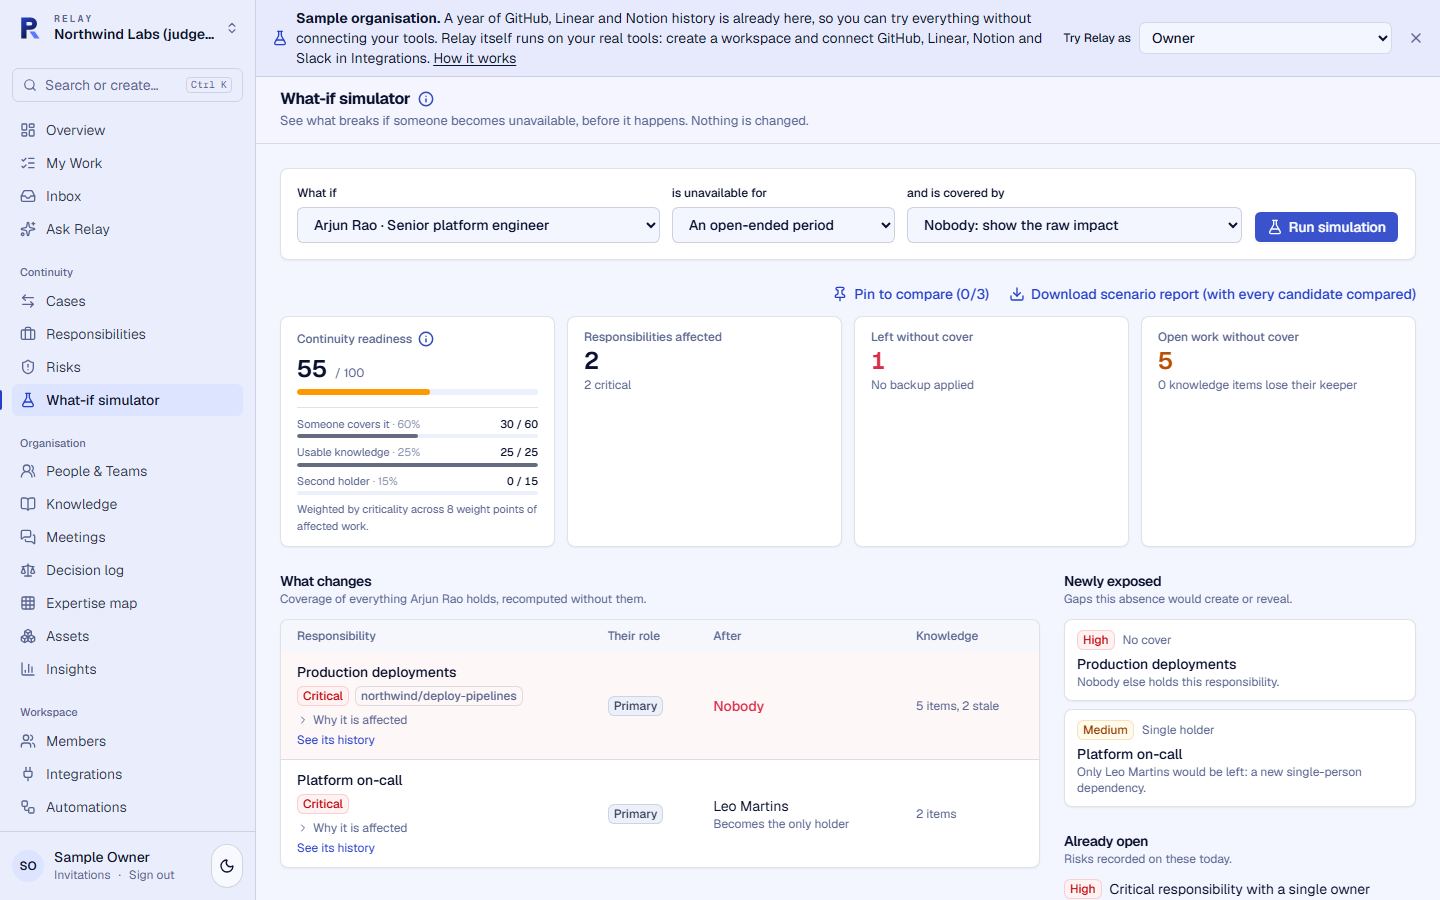 RELAY
Northwind Labs (judge...
Search or create...
Ctrl K
Overview
My Work
Inbox
Ask Relay
Continuity
Cases
Responsibilities
Risks
What-if simulator
Organisation
People & Teams
Knowledge
Meetings
Decision log
Expertise map
Assets
Insights
Workspace
Members
Integrations
Automations
SO
Sample Owner
Invitations · Sign out
Sample organisation. A year of GitHub, Linear and Notion history is already here, so you can try everything without
connecting your tools. Relay itself runs on your real tools: create a workspace and connect GitHub, Linear, Notion and
Slack in Integrations. How it works
Try Relay as
Owner
What-if simulator
See what breaks if someone becomes unavailable, before it happens. Nothing is changed.
What if
Arjun Rao · Senior platform engineer
is unavailable for
An open-ended period
and is covered by
Nobody: show the raw impact
Run simulation
Pin to compare (0/3)
Download scenario report (with every candidate compared)
Continuity readiness
55 / 100
Someone covers it · 60% 30 / 60
Usable knowledge · 25% 25 / 25
Second holder · 15% 0 / 15
Weighted by criticality across 8 weight points of
affected work.
Responsibilities affected
2
2 critical
Left without cover
1
No backup applied
Open work without cover
5
0 knowledge items lose their keeper
What changes
Coverage of everything Arjun Rao holds, recomputed without them.
Responsibility Their role After Knowledge
Production deployments
Critical northwind/deploy-pipelines
Why it is affected
See its history
Primary
Nobody
5 items, 2 stale
Platform on-call
Critical
Why it is affected
See its history
Primary
Leo Martins
Becomes the only holder
2 items
Newly exposed
Gaps this absence would create or reveal.
High No cover
Production deployments
Nobody else holds this responsibility.
Medium Single holder
Platform on-call
Only Leo Martins would be left: a new single-person
dependency.
Already open
Risks recorded on these today.
High Critical responsibility with a single owner